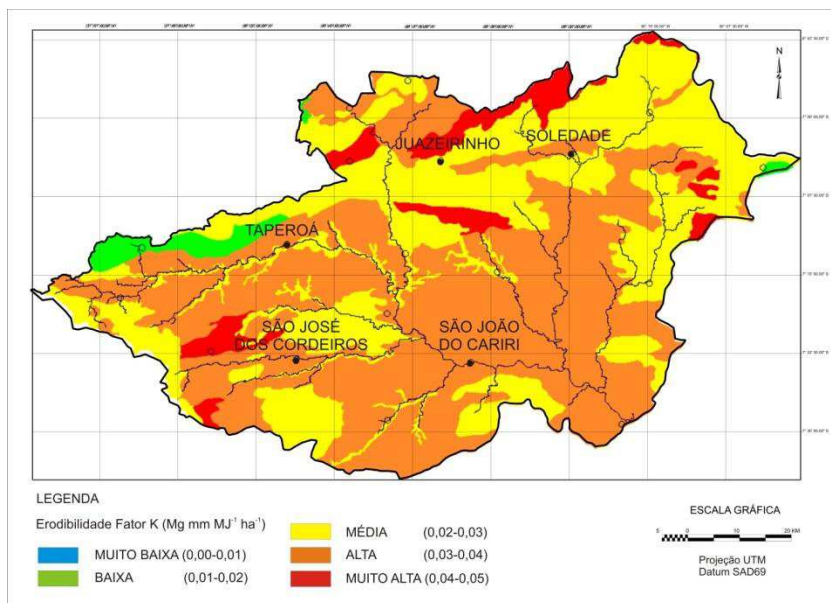 N
JUAZEIRÍNHO
SOLEDADE
TAPEROÁ
SÃO JOSÉ
DOS CORDEIROS
SÃO JOÃO
DO CARIRI
LEGENDA
Erodibilidade Fator K (Mg mm MJ⁻¹ ha⁻¹)
MUITO BAIXA (0,00-0,01)
BAIXA (0,01-0,02)
MÉDIA (0,02-0,03)
ALTA (0,03-0,04)
MUITO ALTA (0,04-0,05)
ESCALA GRÁFICA
5 0 10 20 KM
Projeção UTM
Datum SAD69